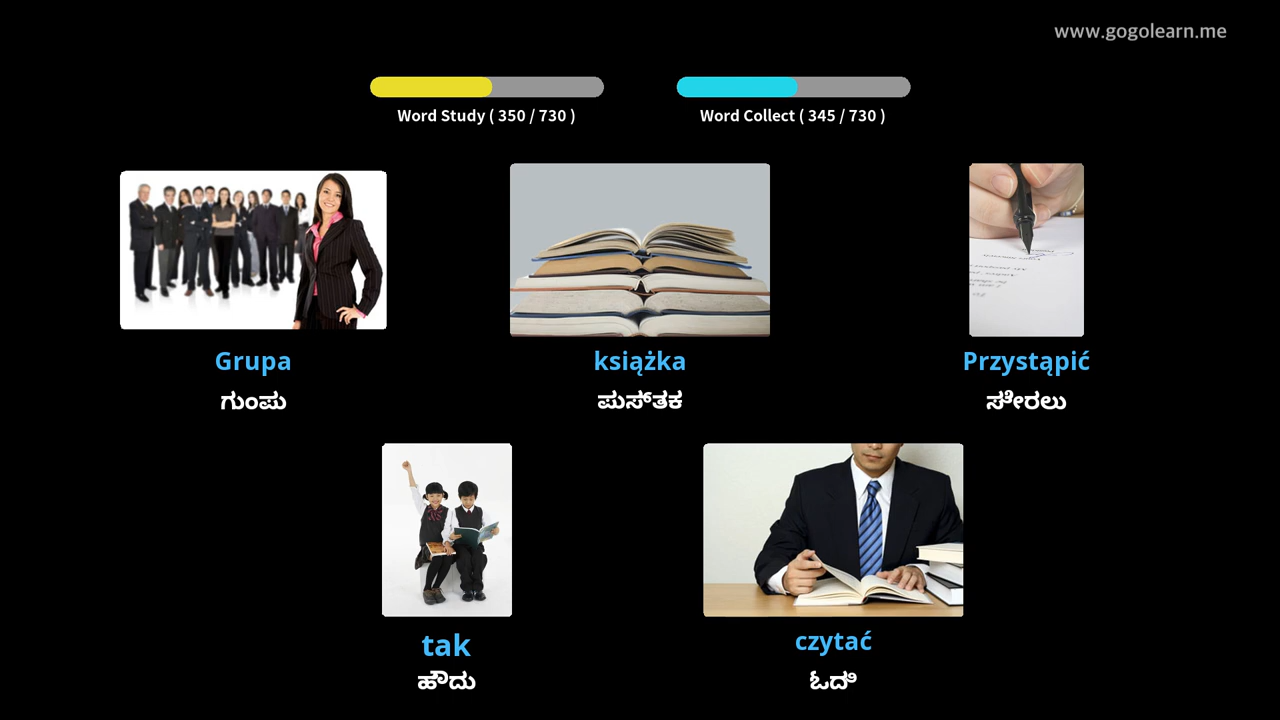 www.gogolearn.me
Word Study ( 350 / 730 )
Word Collect ( 345 / 730 )
Grupa
ಗುಂಪು
książka
ಪುಸ್ತಕ
Przystąpić
ಸೇರಲು
tak
ಹೌದು
czytać
ಓದಿ